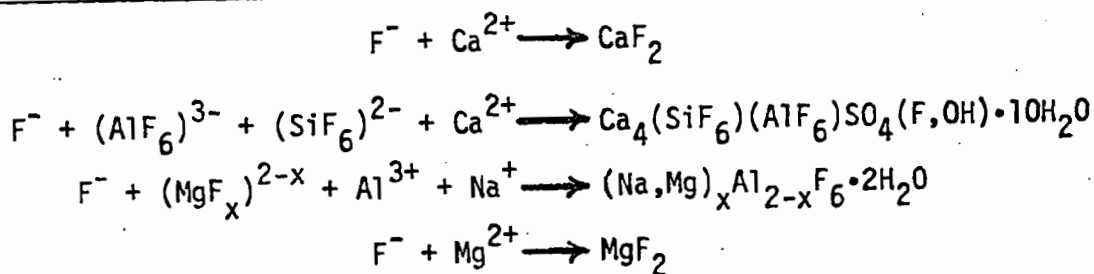 F⁻ + Ca²⁺ ⟶ CaF₂
F⁻ + (AlF₆)³⁻ + (SiF₆)²⁻ + Ca²⁺ ⟶ Ca₄(SiF₆)(AlF₆)SO₄(F,OH)•10H₂O
F⁻ + (MgFₓ)²⁻ˣ + Al³⁺ + Na⁺ ⟶ (Na,Mg)ₓAl₂₋ₓF₆•2H₂O
F⁻ + Mg²⁺ ⟶ MgF₂